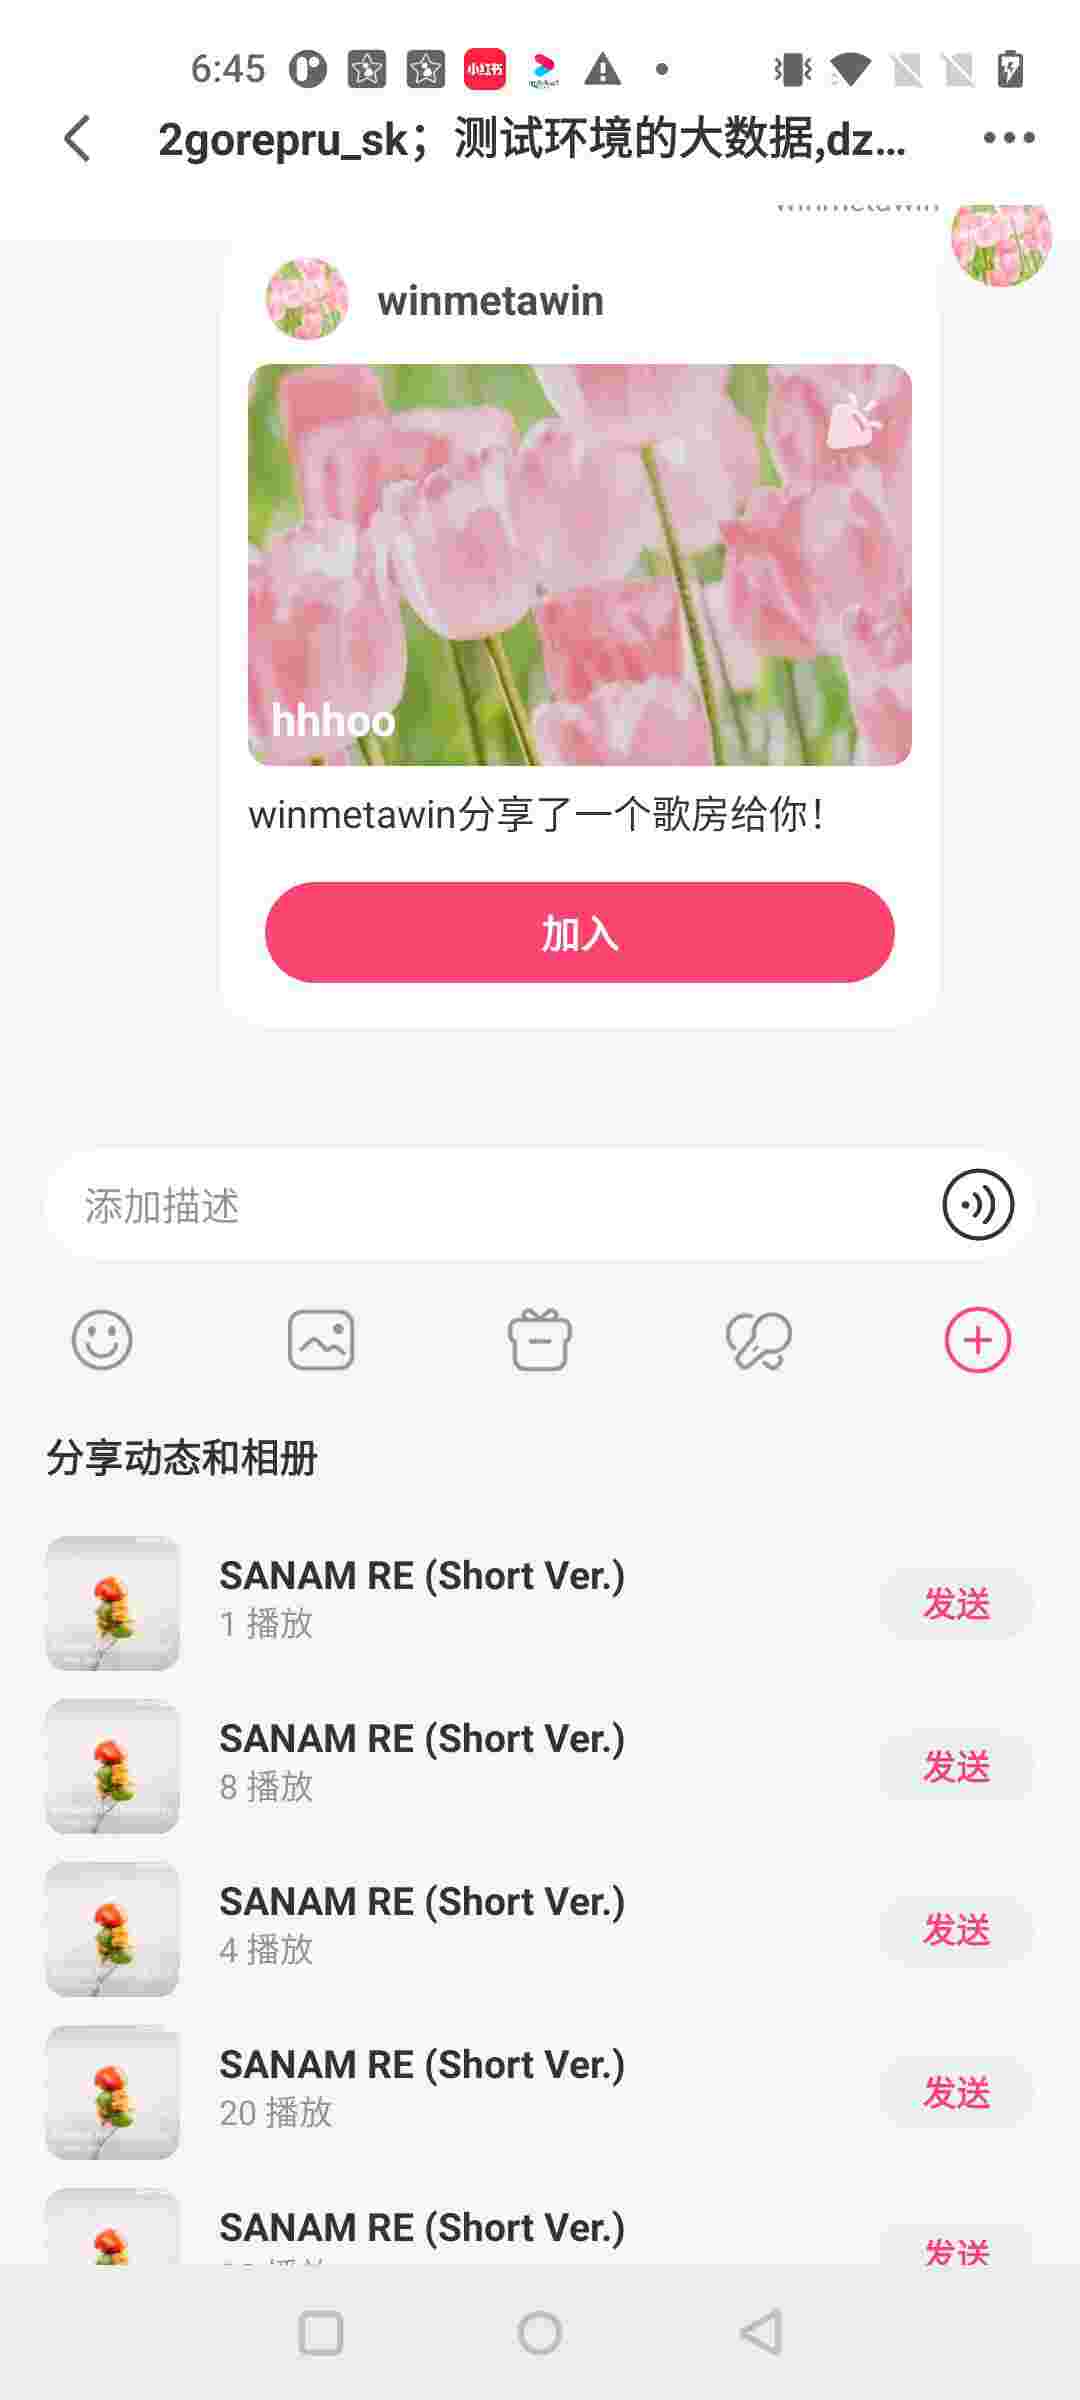 6:45
小红书
2gorepru_sk；测试环境的大数据,dz...
winmetawin
winmetawin
hhhoo
winmetawin分享了一个歌房给你！
加入
添加描述
分享动态和相册
SANAM RE (Short Ver.)
1 播放
发送
SANAM RE (Short Ver.)
8 播放
发送
SANAM RE (Short Ver.)
4 播放
发送
SANAM RE (Short Ver.)
20 播放
发送
SANAM RE (Short Ver.)
发送